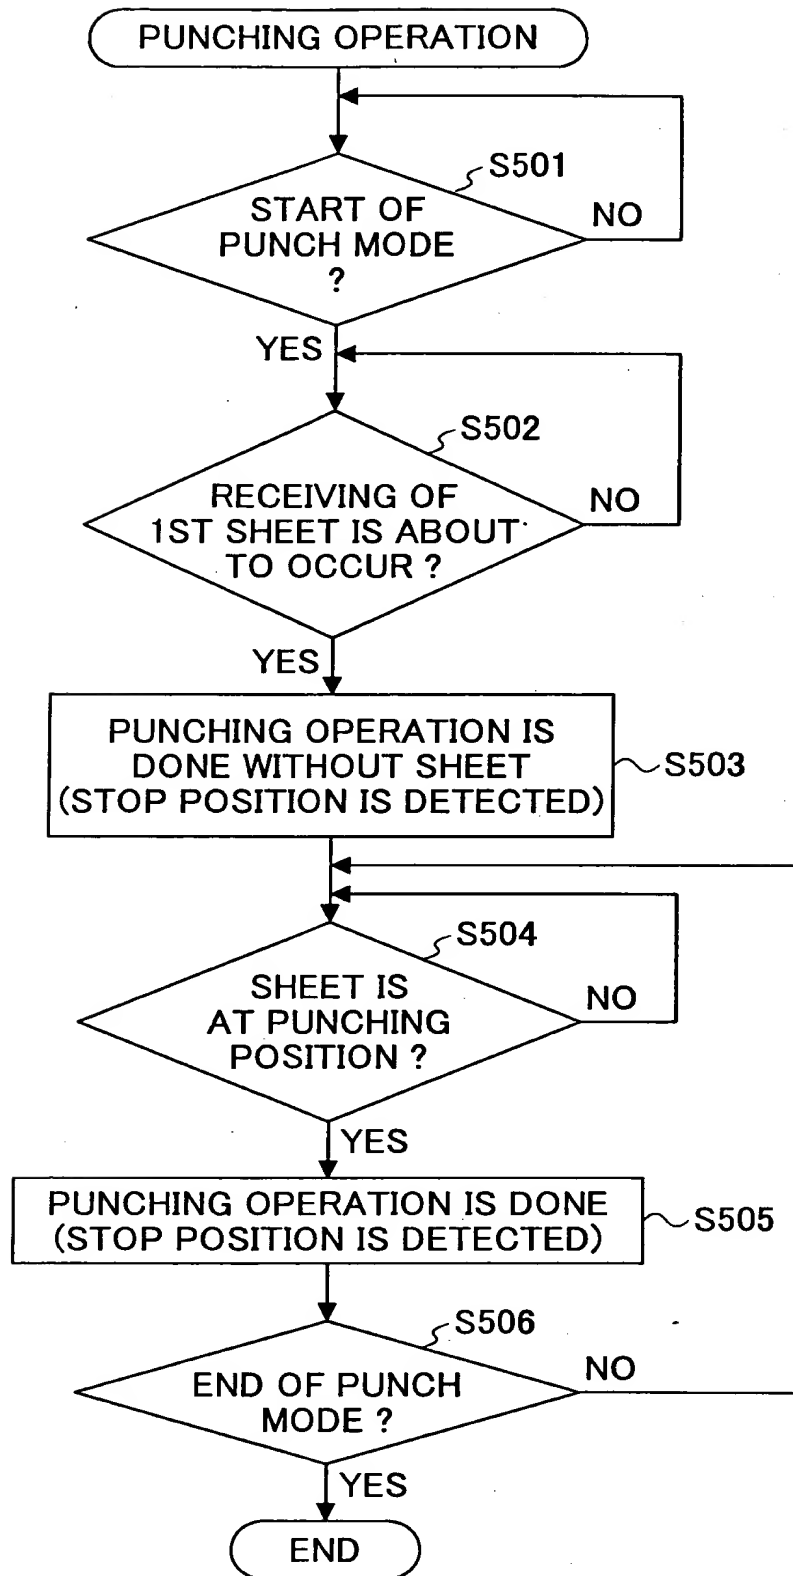 PUNCHING OPERATION
S501
START OF
PUNCH MODE
?
NO
YES
S502
RECEIVING OF
1ST SHEET IS ABOUT
TO OCCUR ?
NO
YES
PUNCHING OPERATION IS
DONE WITHOUT SHEET
(STOP POSITION IS DETECTED)
S503
S504
SHEET IS
AT PUNCHING
POSITION ?
NO
YES
PUNCHING OPERATION IS DONE
(STOP POSITION IS DETECTED)
S505
S506
END OF PUNCH
MODE ?
NO
YES
END